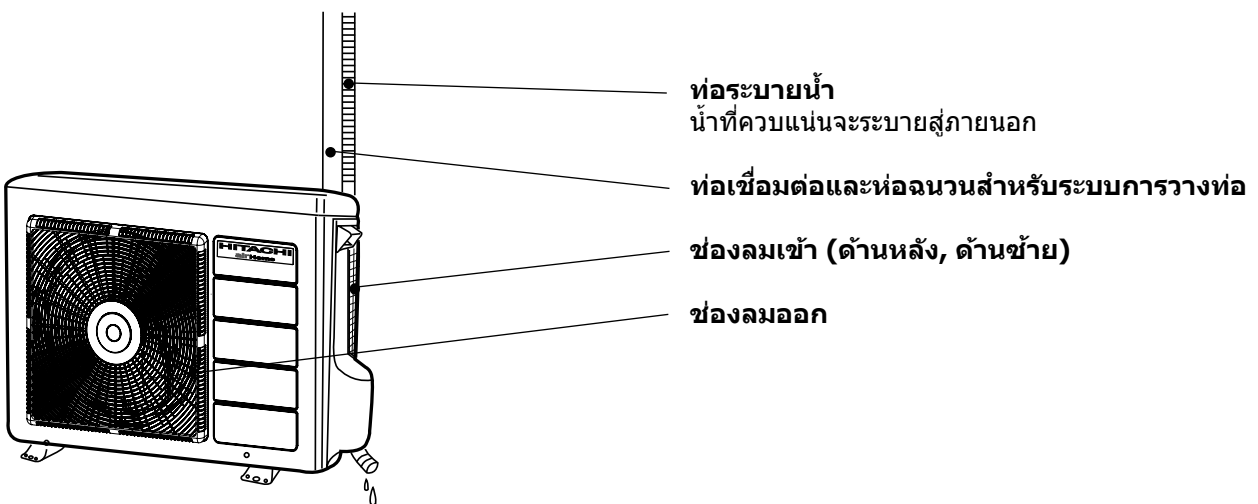 ท่อระบายน้ำ
น้ำที่ควบแน่นจะระบายสู่ภายนอก
ท่อเชื่อมต่อและห่อฉนวนสำหรับระบบการวางท่อ
HITACHI
airHome
ช่องลมเข้า (ด้านหลัง, ด้านซ้าย)
ช่องลมออก